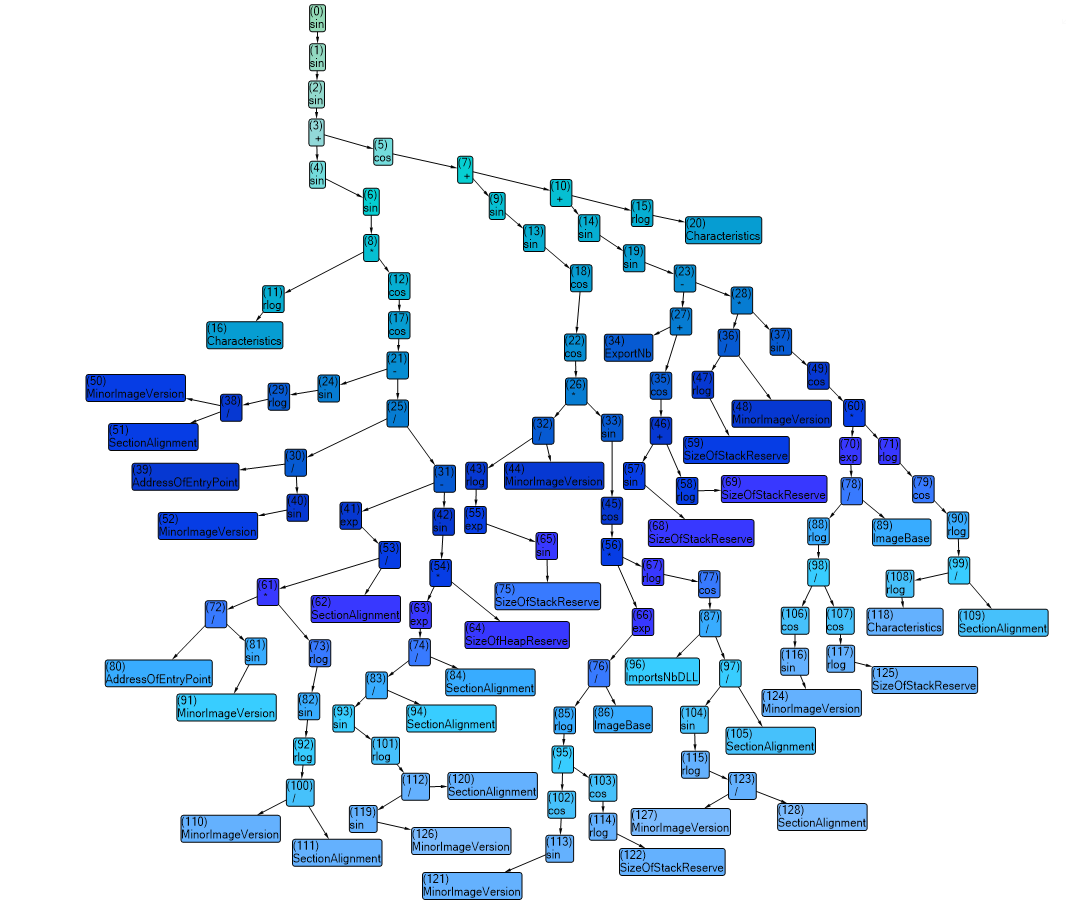 (0)
sin
(1)
sin
(2)
sin
(3)
+
(5)
cos
(4)
sin
(7)
+
(10)
+
(6)
sin
(9)
sin
(15)
rlog
(20)
Characteristics
(14)
sin
(13)
sin
(8)
*
(19)
sin
(12)
cos
(18)
cos
(23)
-
(11)
rlog
(28)
*
(16)
Characteristics
(17)
cos
(27)
+
(34)
ExportNb
(22)
cos
(36)
/
(37)
sin
(21)
-
(24)
sin
(50)
MinorImageVersion
(29)
rlog
(38)
/
(26)
*
(35)
cos
(47)
rlog
(49)
cos
(25)
/
(48)
MinorImageVersion
(60)
*
(51)
SectionAlignment
(32)
/
(33)
sin
(46)
+
(59)
SizeOfStackReserve
(70)
exp
(71)
rlog
(30)
/
(39)
AddressOfEntryPoint
(31)
-
(43)
rlog
(44)
MinorImageVersion
(57)
sin
(58)
rlog
(69)
SizeOfStackReserve
(78)
/
(79)
cos
(40)
sin
(52)
MinorImageVersion
(41)
exp
(42)
sin
(55)
exp
(45)
cos
(68)
SizeOfStackReserve
(88)
rlog
(89)
ImageBase
(90)
rlog
(53)
/
(65)
sin
(56)
*
(67)
rlog
(77)
cos
(98)
/
(99)
/
(54)
*
(61)
*
(62)
SectionAlignment
(63)
exp
(64)
SizeOfHeapReserve
(75)
SizeOfStackReserve
(108)
rlog
(118)
Characteristics
(109)
SectionAlignment
(72)
/
(66)
exp
(87)
/
(106)
cos
(107)
cos
(81)
sin
(73)
rlog
(74)
/
(80)
AddressOfEntryPoint
(84)
SectionAlignment
(76)
/
(96)
ImportsNbDLL
(97)
/
(116)
sin
(117)
rlog
(125)
SizeOfStackReserve
(83)
/
(91)
MinorImageVersion
(82)
sin
(93)
sin
(94)
SectionAlignment
(85)
rlog
(86)
ImageBase
(104)
sin
(124)
MinorImageVersion
(105)
SectionAlignment
(92)
rlog
(101)
rlog
(95)
/
(115)
rlog
(100)
/
(112)
/
(120)
SectionAlignment
(102)
cos
(103)
cos
(123)
/
(110)
MinorImageVersion
(119)
sin
(114)
rlog
(127)
MinorImageVersion
(128)
SectionAlignment
(111)
SectionAlignment
(126)
MinorImageVersion
(113)
sin
(122)
SizeOfStackReserve
(121)
MinorImageVersion